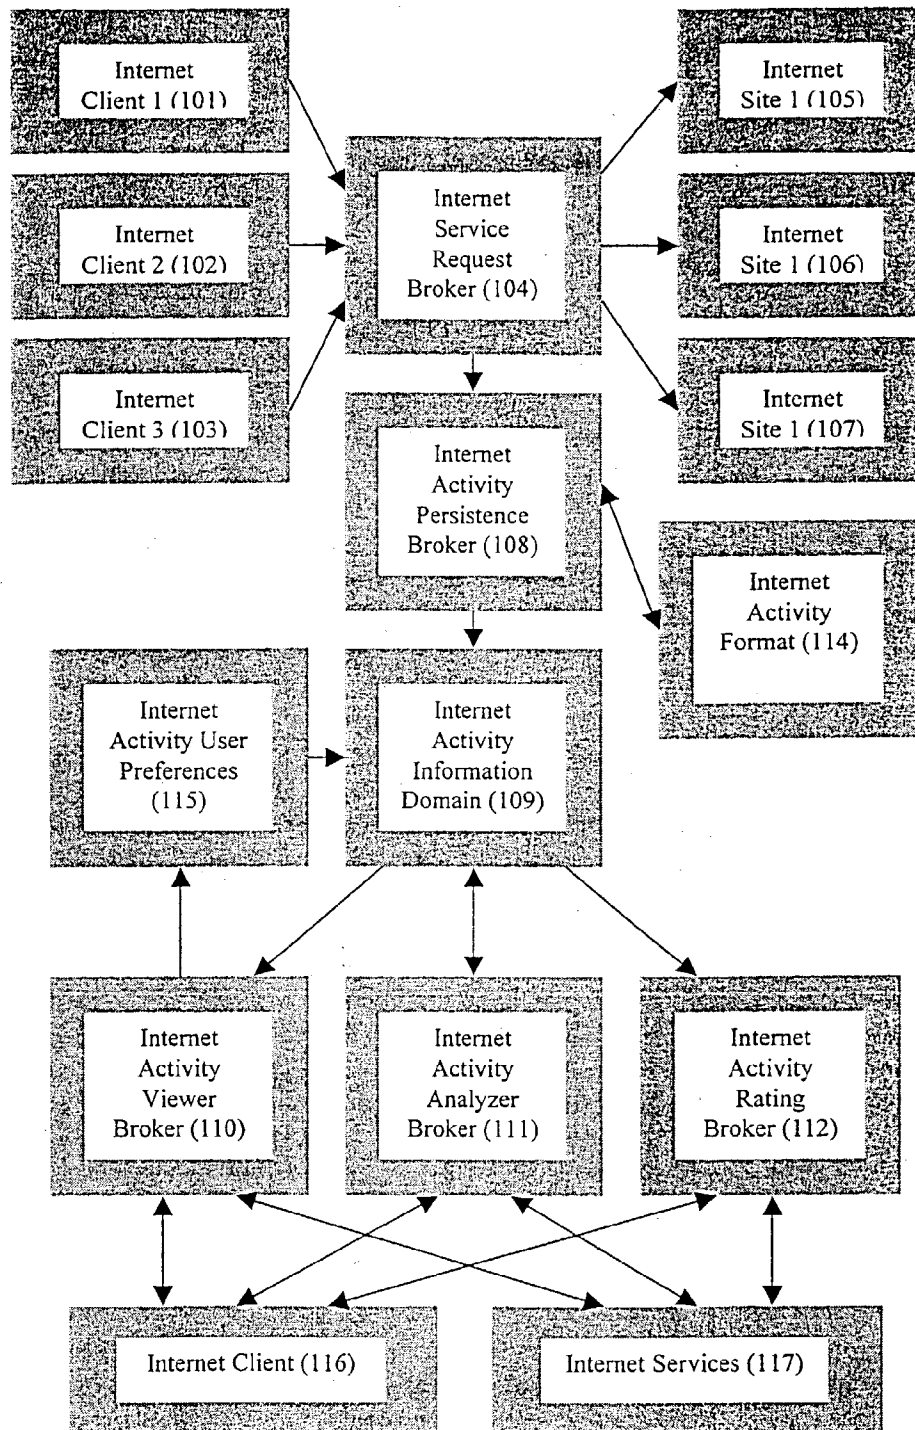 Internet
Client 1 (101)
Internet
Site 1 (105)
Internet
Service
Request
Broker (104)
Internet
Client 2 (102)
Internet
Site 1 (106)
Internet
Client 3 (103)
Internet
Site 1 (107)
Internet
Activity
Persistence
Broker (108)
Internet
Activity
Format (114)
Internet
Activity User
Preferences
(115)
Internet
Activity
Information
Domain (109)
Internet
Activity
Viewer
Broker (110)
Internet
Activity
Analyzer
Broker (111)
Internet
Activity
Rating
Broker (112)
Internet Client (116)
Internet Services (117)